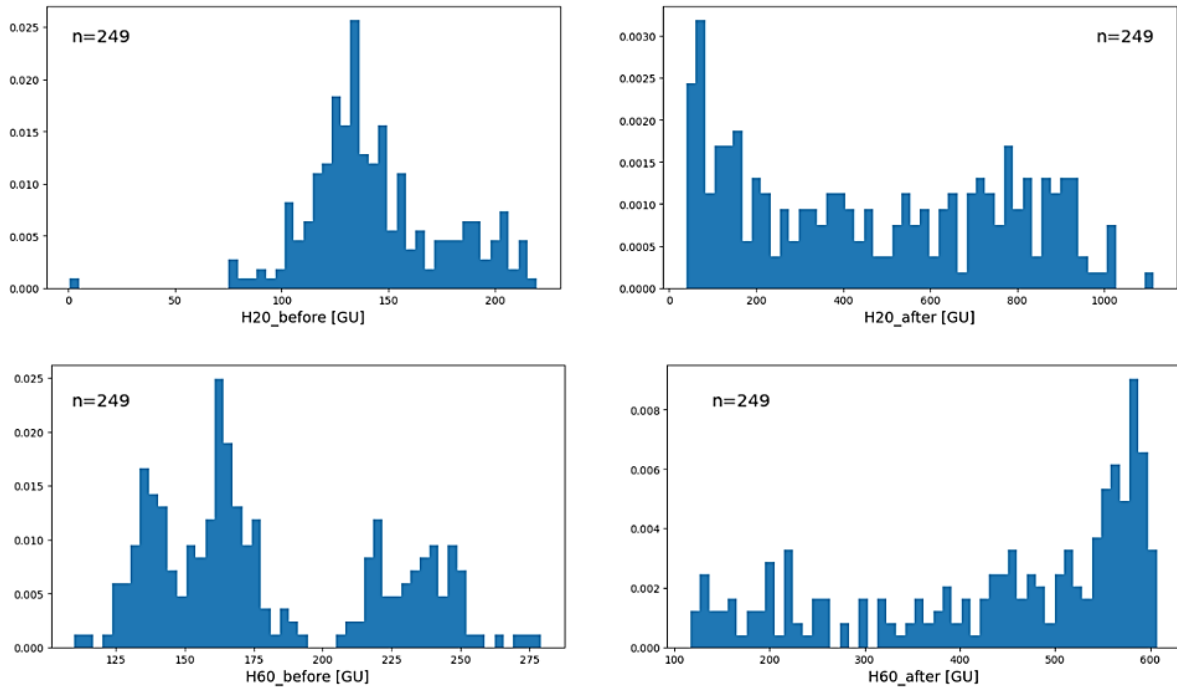 0.025
0.020
0.015
0.010
0.005
0.000
n=249
0 50 100 150 200
H20_before [GU]
0.0030
0.0025
0.0020
0.0015
0.0010
0.0005
0.0000
n=249
0 200 400 600 800 1000
H20_after [GU]
0.025
0.020
0.015
0.010
0.005
0.000
n=249
125 150 175 200 225 250 275
H60_before [GU]
0.008
0.006
0.004
0.002
0.000
n=249
100 200 300 400 500 600
H60_after [GU]